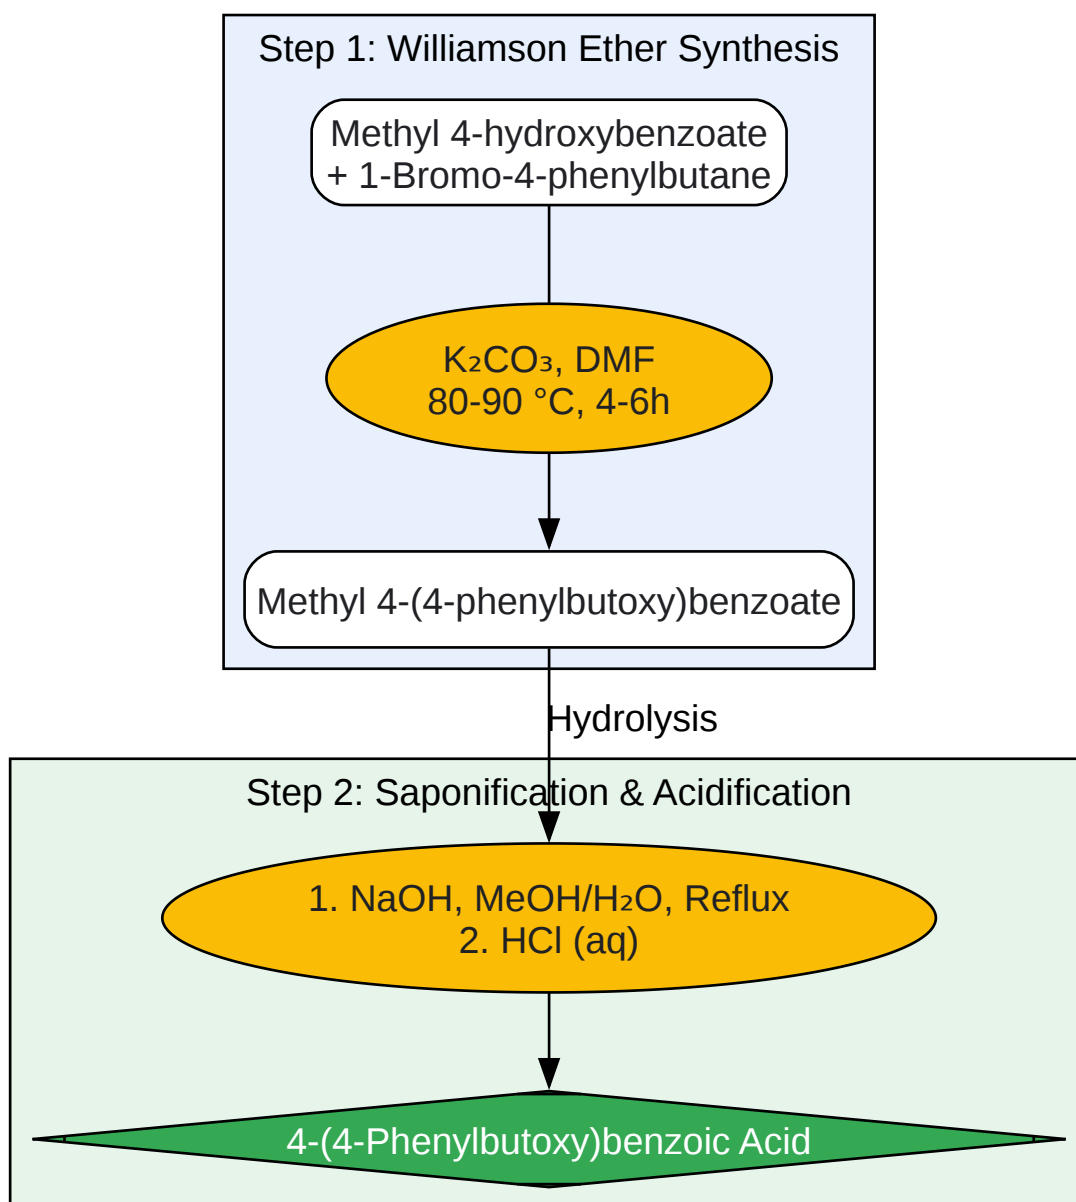 Step 1: Williamson Ether Synthesis
Methyl 4-hydroxybenzoate
+ 1-Bromo-4-phenylbutane
K₂CO₃, DMF
80-90 °C, 4-6h
Methyl 4-(4-phenylbutoxy)benzoate
Hydrolysis
Step 2: Saponification & Acidification
1. NaOH, MeOH/H₂O, Reflux
2. HCl (aq)
4-(4-Phenylbutoxy)benzoic Acid